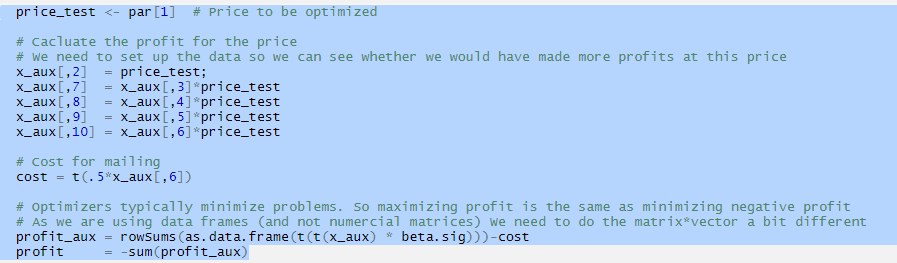 price_test <- par[1]  # Price to be optimized

# Cacluate the profit for the price
# We need to set up the data so we can see whether we would have made more profits at this price
x_aux[,2]  = price_test;
x_aux[,7]  = x_aux[,3]*price_test
x_aux[,8]  = x_aux[,4]*price_test
x_aux[,9]  = x_aux[,5]*price_test
x_aux[,10] = x_aux[,6]*price_test

# Cost for mailing
cost = t(.5*x_aux[,6])

# Optimizers typically minimize problems. So maximizing profit is the same as minimizing negative profit
# As we are using data frames (and not numercial matrices) We need to do the matrix*vector a bit different
profit_aux = rowSums(as.data.frame(t(t(x_aux) * beta.sig)))-cost
profit     = -sum(profit_aux)